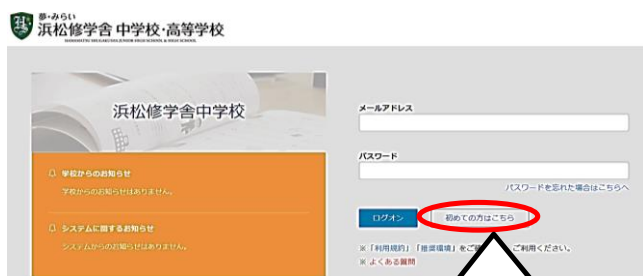 夢・みらい
浜松修学舎 中学校・高等学校
浜松修学舎中学校
学校からのお知らせ
学校からのお知らせはありません。
システムに関するお知らせ
システムからのお知らせはありません。
メールアドレス
パスワード
パスワードを忘れた場合はこちらへ
ログオン
初めての方はこちら
※「利用規約」「推奨環境」をご ご利用ください。
※ よくある質問